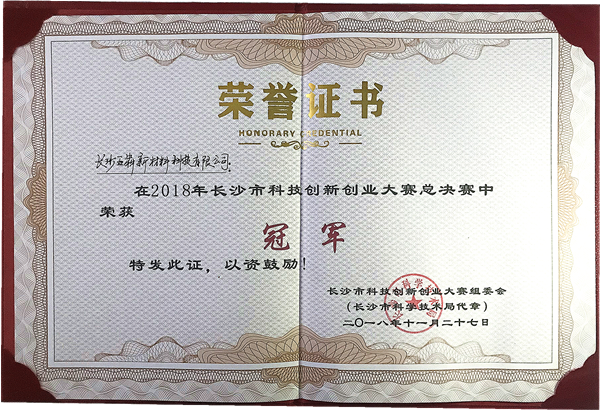 荣誉证书
HONORARY CREDENTIAL
长沙五新新材料科技有限公司:
在2018年长沙市科技创新创业大赛总决赛中
荣获
冠军
特发此证，以资鼓励!
长沙市科技创新创业大赛组委会
（长沙市科学技术局代章）
二〇一八年十一月二十七日